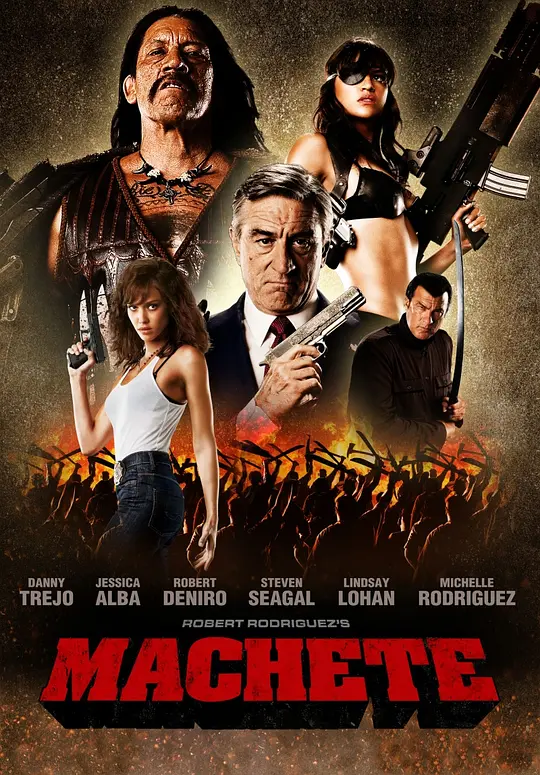 DANNY JESSICA ROBERT STEVEN LINDSAY MICHELLE
TREJO ALBA DENIRO SEAGAL LOHAN RODRIGUEZ
ROBERT RODRIGUEZ'S
MACHETE